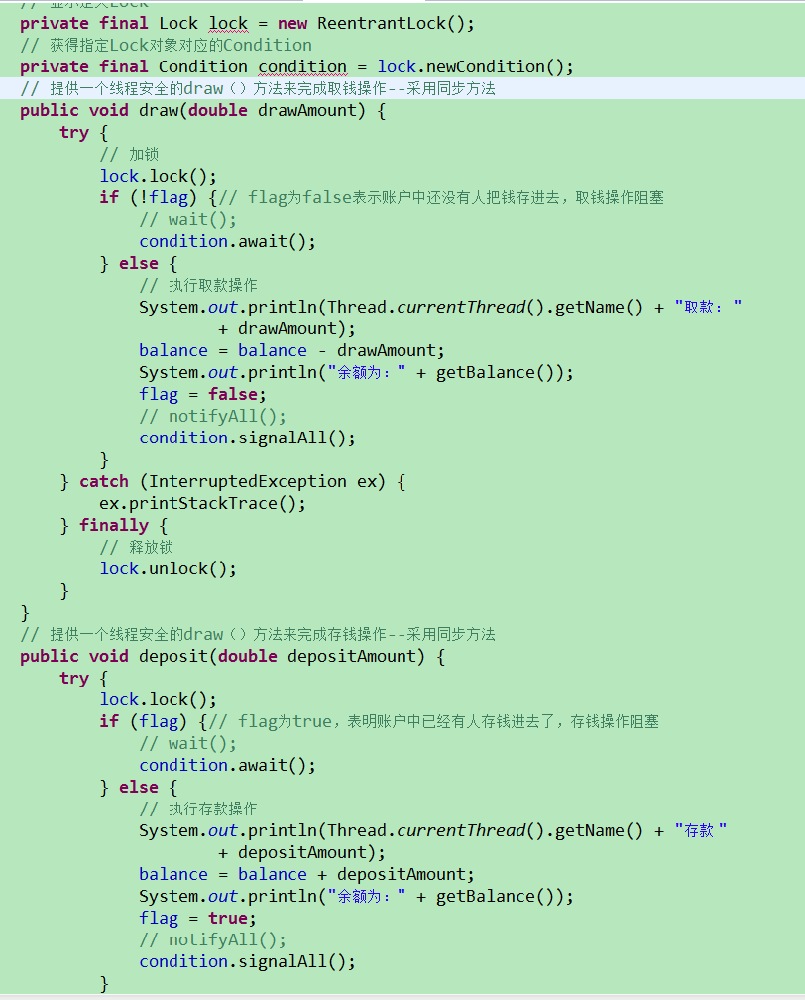 // 显示定义Lock
private final Lock lock = new ReentrantLock();
// 获得指定Lock对象对应的Condition
private final Condition condition = lock.newCondition();
// 提供一个线程安全的draw（）方法来完成取钱操作--采用同步方法
public void draw(double drawAmount) {
try {
// 加锁
lock.lock();
if (!flag) {// flag为false表示账户中还没有人把钱存进去，取钱操作阻塞
// wait();
condition.await();
} else {
// 执行取款操作
System.out.println(Thread.currentThread().getName() + "取款："
+ drawAmount);
balance = balance - drawAmount;
System.out.println("余额为：" + getBalance());
flag = false;
// notifyAll();
condition.signalAll();
}
} catch (InterruptedException ex) {
ex.printStackTrace();
} finally {
// 释放锁
lock.unlock();
}
}
// 提供一个线程安全的draw（）方法来完成存钱操作--采用同步方法
public void deposit(double depositAmount) {
try {
lock.lock();
if (flag) {// flag为true，表明账户中已经有人存钱进去了，存钱操作阻塞
// wait();
condition.await();
} else {
// 执行存款操作
System.out.println(Thread.currentThread().getName() + "存款"
+ depositAmount);
balance = balance + depositAmount;
System.out.println("余额为：" + getBalance());
flag = true;
// notifyAll();
condition.signalAll();
}